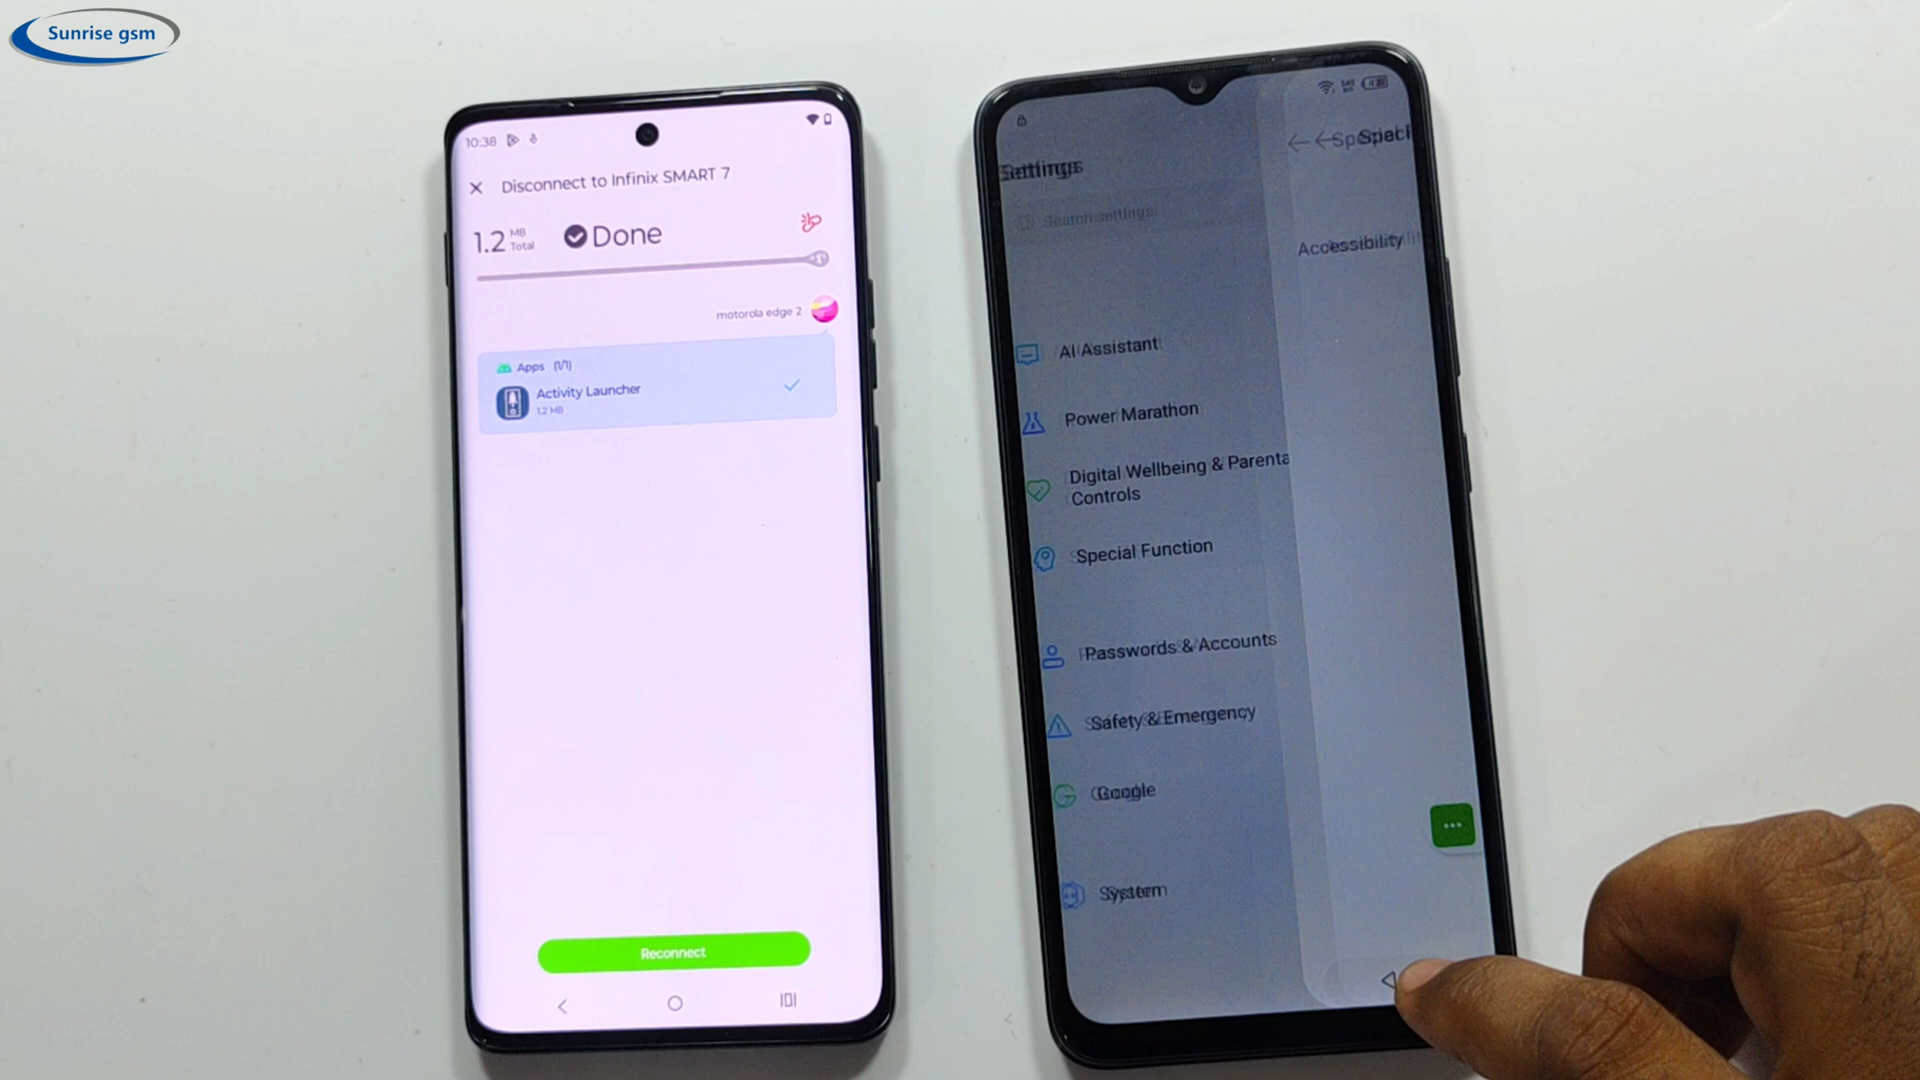 Sunrise gsm
10:38
Disconnect to Infinix SMART 7
1.2 MB Total
Done
motorola edge 2
Apps (1/1)
Activity Launcher
1.2 MB
Reconnect
Settings
Search settings
AI Assistant
Power Marathon
Digital Wellbeing & Parenta
Controls
Special Function
Passwords & Accounts
Safety & Emergency
Google
System
Accessibility